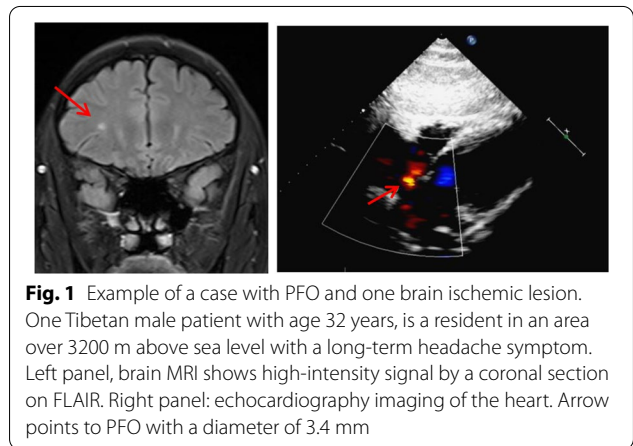 Fig. 1 Example of a case with PFO and one brain ischemic lesion.
One Tibetan male patient with age 32 years, is a resident in an area
over 3200 m above sea level with a long-term headache symptom.
Left panel, brain MRI shows high-intensity signal by a coronal section
on FLAIR. Right panel: echocardiography imaging of the heart. Arrow
points to PFO with a diameter of 3.4 mm